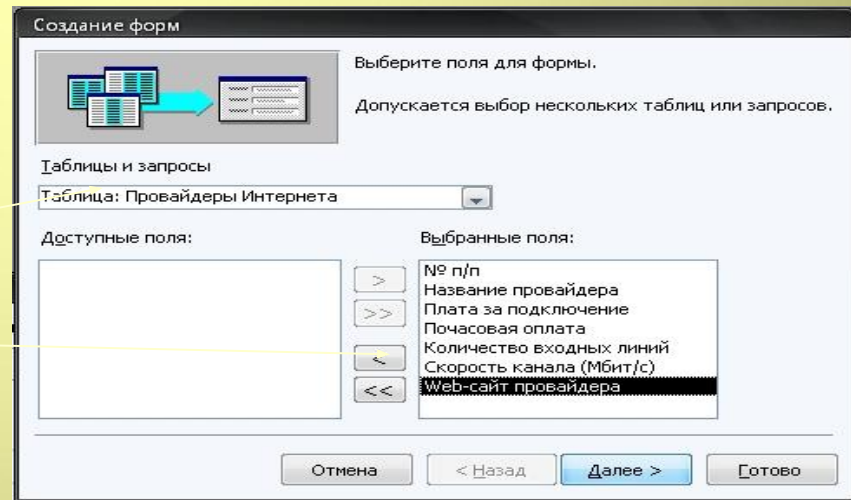 Создание форм
Выберите поля для формы.
Допускается выбор нескольких таблиц или запросов.
Таблицы и запросы
Таблица: Провайдеры Интернета
Доступные поля:
Выбранные поля:
№ п/п
Название провайдера
Плата за подключение
Почасовая оплата
Количество входных линий
Скорость канала (Мбит/с)
Web-сайт провайдера
>
>>
<
<<
Отмена
< Назад
Далее >
Готово